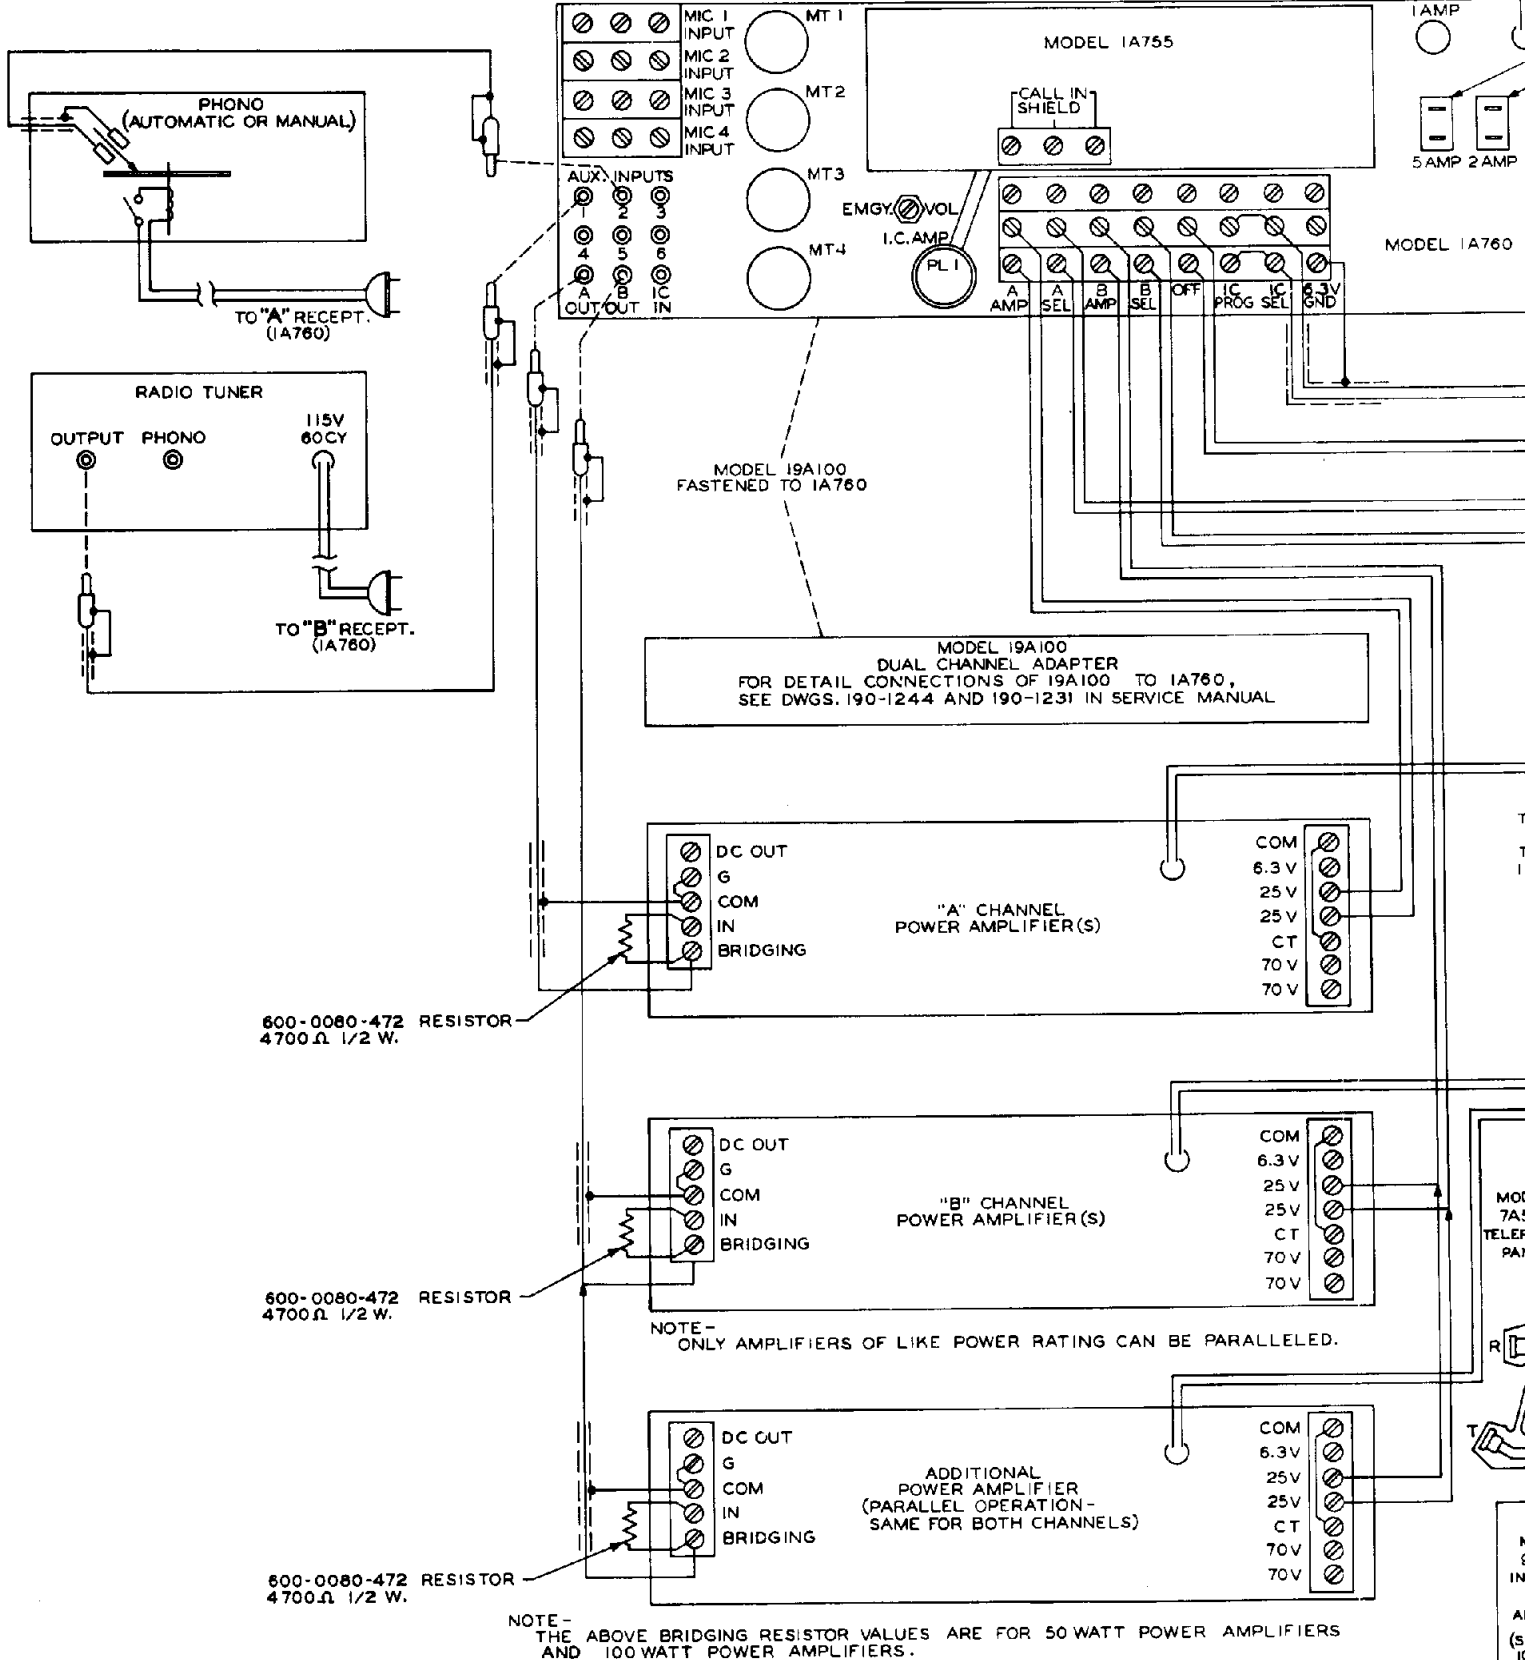 MIC 1
INPUT
MT 1
MIC 2
INPUT
MIC 3
INPUT
MT2
MIC 4
INPUT
MODEL 1A755
CALL IN
SHIELD
1 AMP
5 AMP 2 AMP
PHONO
(AUTOMATIC OR MANUAL)
AUX. INPUTS
1 2 3
4 5 6
A B IC
OUT OUT IN
MT3
MT4
EMGY. VOL
I.C. AMP
PL 1
MODEL 1A760
A
AMP
A
SEL
B
AMP
B
SEL
OFF
IC
PROG
IC
SEL
6.3V
GND
TO "A" RECEPT.
(1A760)
RADIO TUNER
OUTPUT PHONO
115V
60CY
TO "B" RECEPT.
(1A760)
MODEL 19A100
FASTENED TO 1A760
MODEL 19A100
DUAL CHANNEL ADAPTER
FOR DETAIL CONNECTIONS OF 19A100 TO 1A760,
SEE DWGS. 190-1244 AND 190-1231 IN SERVICE MANUAL
DC OUT
G
COM
IN
BRIDGING
"A" CHANNEL
POWER AMPLIFIER(S)
COM
6.3 V
25 V
25 V
CT
70 V
70 V
600-0080-472 RESISTOR
4700Ω 1/2 W.
DC OUT
G
COM
IN
BRIDGING
"B" CHANNEL
POWER AMPLIFIER(S)
COM
6.3 V
25 V
25 V
CT
70 V
70 V
600-0080-472 RESISTOR
4700Ω 1/2 W.
NOTE-
ONLY AMPLIFIERS OF LIKE POWER RATING CAN BE PARALLELED.
R
T
DC OUT
G
COM
IN
BRIDGING
ADDITIONAL
POWER AMPLIFIER
(PARALLEL OPERATION-
SAME FOR BOTH CHANNELS)
COM
6.3V
25V
25V
CT
70V
70V
600-0080-472 RESISTOR
4700Ω 1/2 W.
NOTE-
THE ABOVE BRIDGING RESISTOR VALUES ARE FOR 50 WATT POWER AMPLIFIERS
AND 100 WATT POWER AMPLIFIERS.